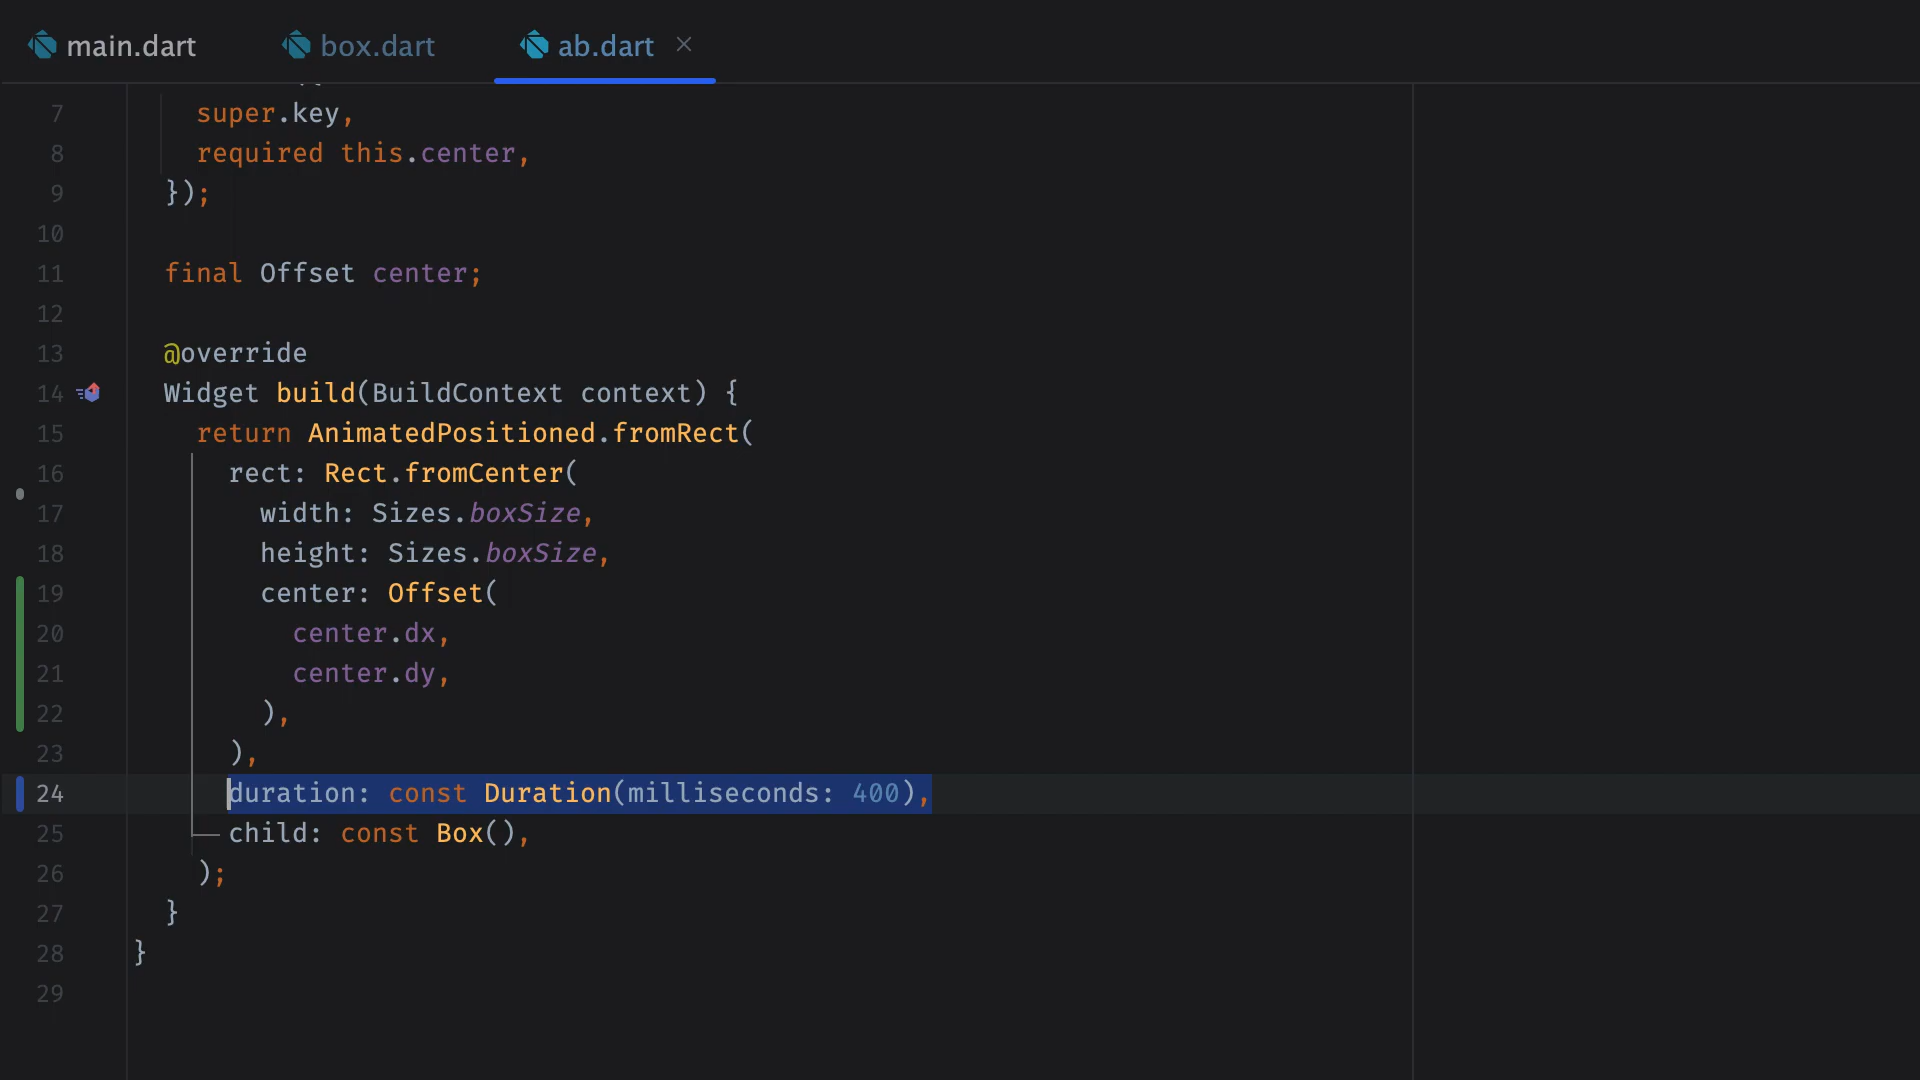 main.dart box.dart ab.dart
7 super.key,
8 required this.center,
9 });
10
11 final Offset center;
12
13 @override
14 Widget build(BuildContext context) {
15 return AnimatedPositioned.fromRect(
16 rect: Rect.fromCenter(
17 width: Sizes.boxSize,
18 height: Sizes.boxSize,
19 center: Offset(
20 center.dx,
21 center.dy,
22 ),
23 ),
24 duration: const Duration(milliseconds: 400),
25 child: const Box(),
26 );
27 }
28 }
29